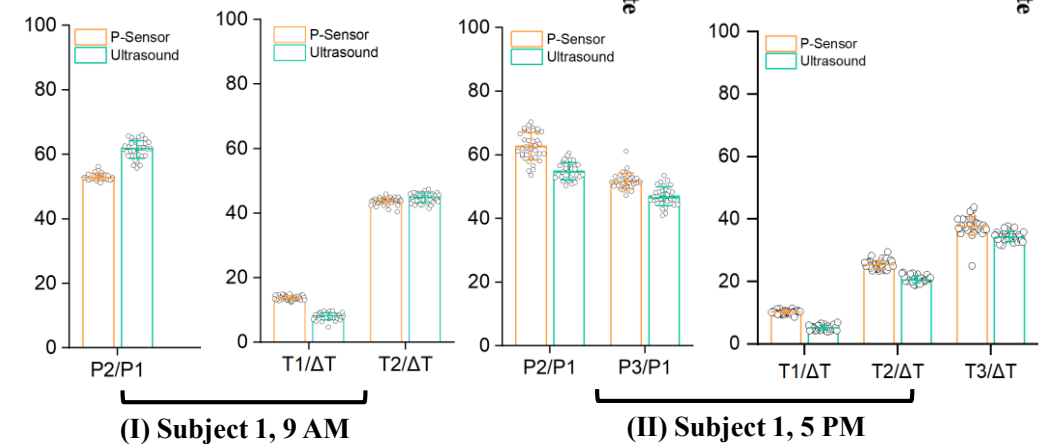 te
te
100
80
60
40
20
0
P-Sensor
Ultrasound
P2/P1
100
80
60
40
20
0
P-Sensor
Ultrasound
T1/ΔT T2/ΔT
(I) Subject 1, 9 AM
100
80
60
40
20
0
P-Sensor
Ultrasound
P2/P1 P3/P1
100
80
60
40
20
0
P-Sensor
Ultrasound
T1/ΔT T2/ΔT T3/ΔT
(II) Subject 1, 5 PM